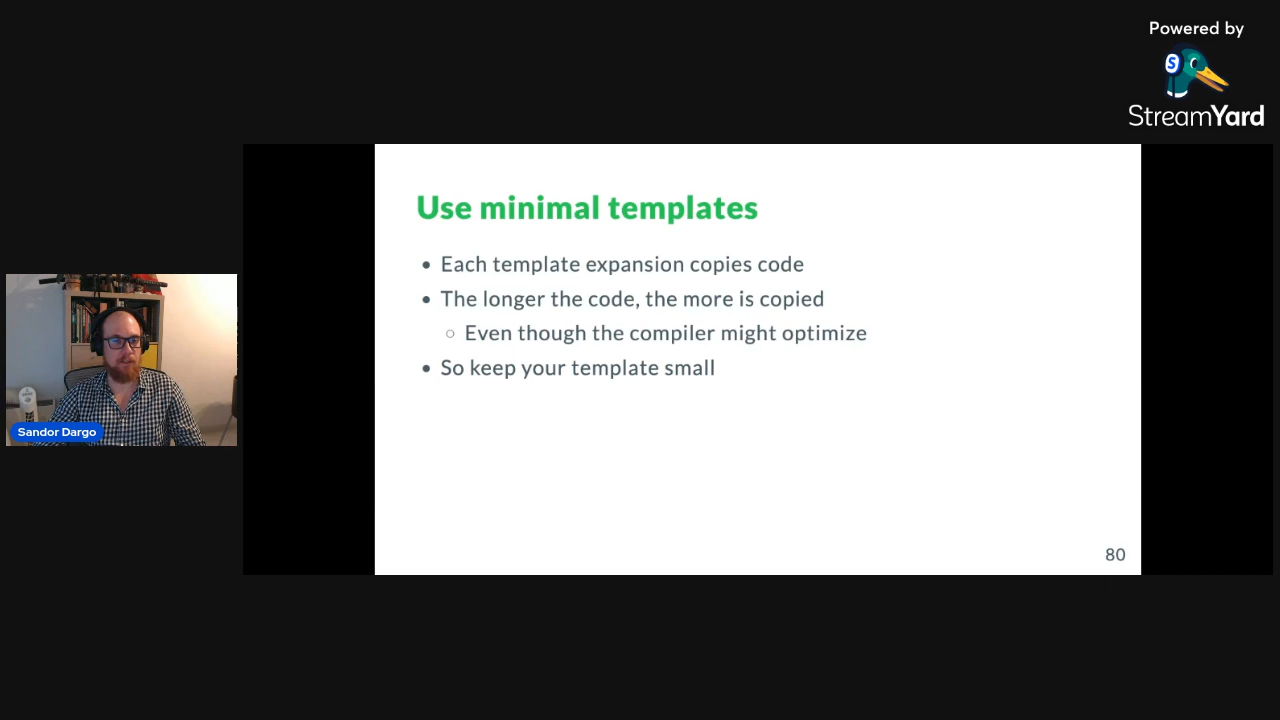 Powered by
S
StreamYard
Use minimal templates
Each template expansion copies code
The longer the code, the more is copied
Even though the compiler might optimize
So keep your template small
Sandor Dargo
80